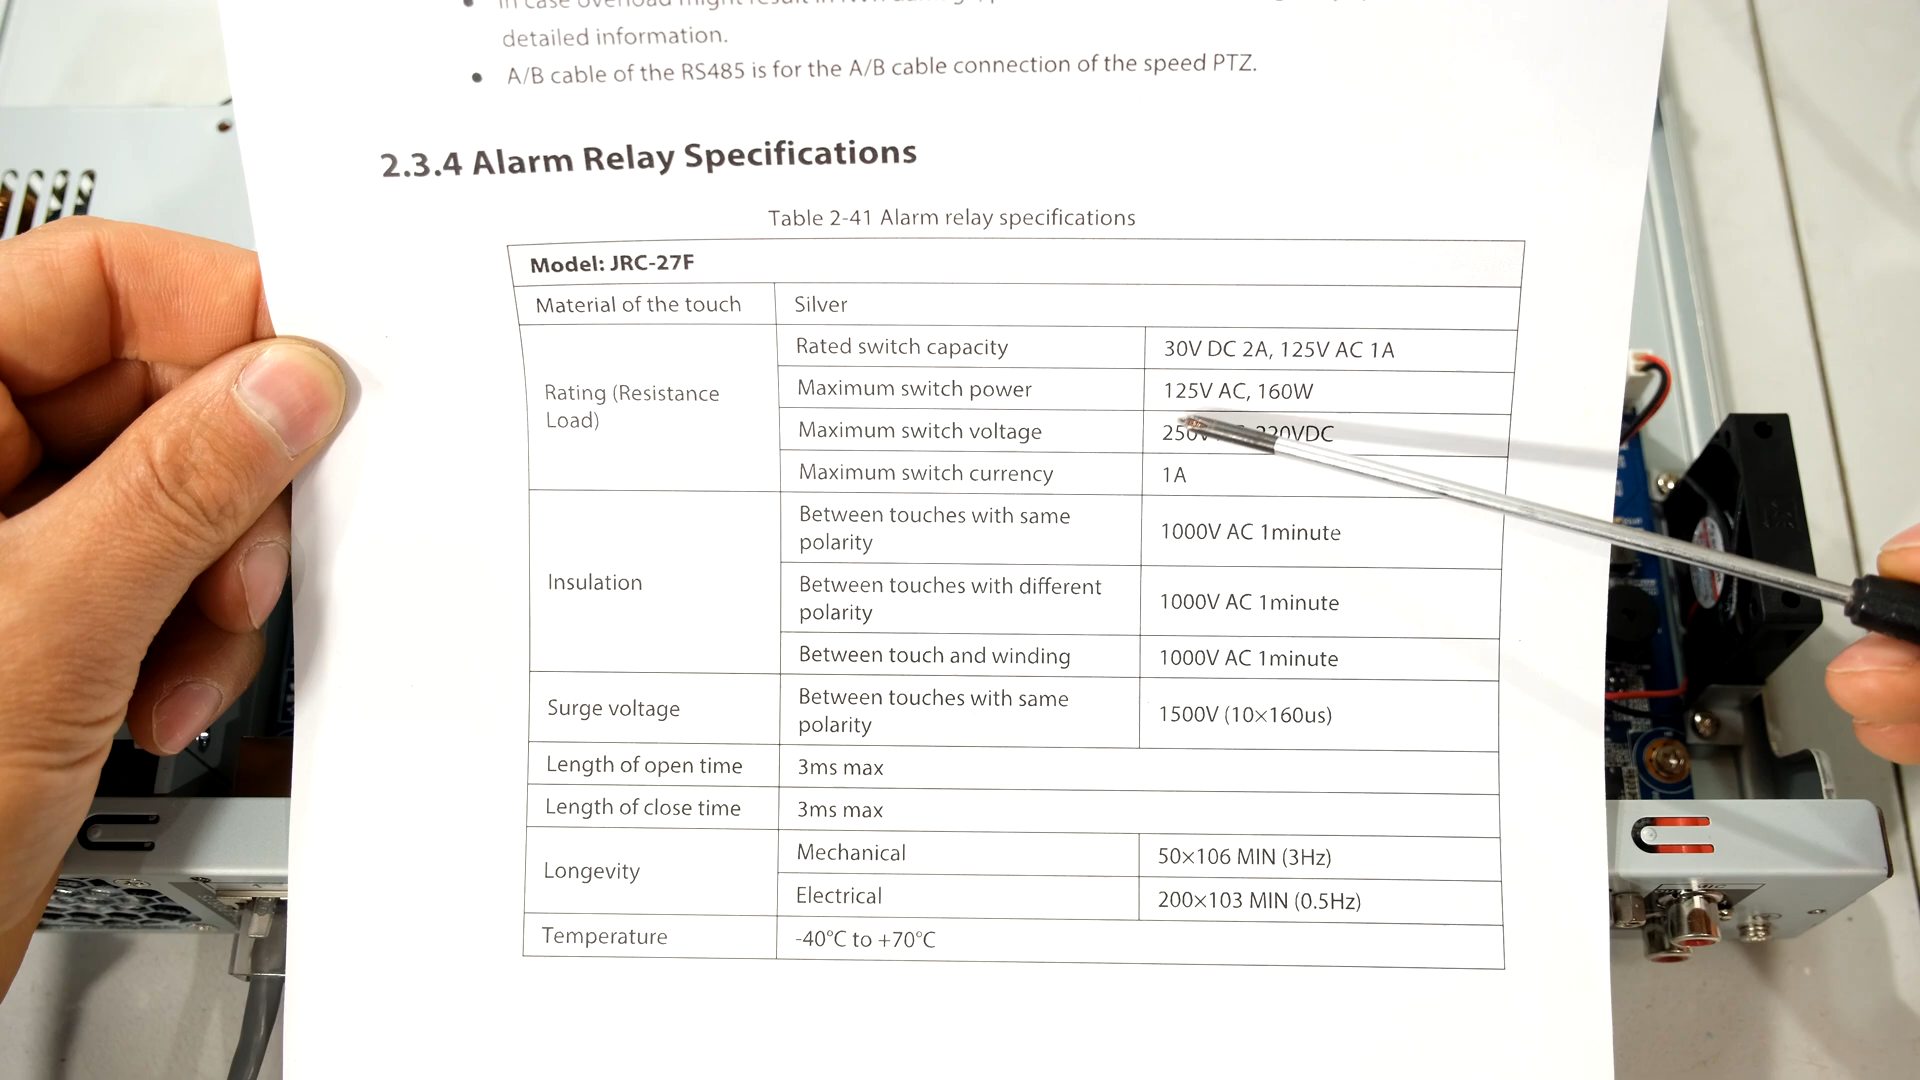 detailed information.
A/B cable of the RS485 is for the A/B cable connection of the speed PTZ.
2.3.4 Alarm Relay Specifications
Table 2-41 Alarm relay specifications
Model: JRC-27F
Material of the touch Silver
Rating (Resistance Load)
Rated switch capacity 30V DC 2A, 125V AC 1A
Maximum switch power 125V AC, 160W
Maximum switch voltage
Maximum switch currency 1A
Insulation
Between touches with same polarity 1000V AC 1minute
Between touches with different polarity 1000V AC 1minute
Between touch and winding 1000V AC 1minute
Surge voltage Between touches with same polarity 1500V (10×160us)
Length of open time 3ms max
Length of close time 3ms max
Longevity
Mechanical 50×106 MIN (3Hz)
Electrical 200×103 MIN (0.5Hz)
Temperature -40°C to +70°C